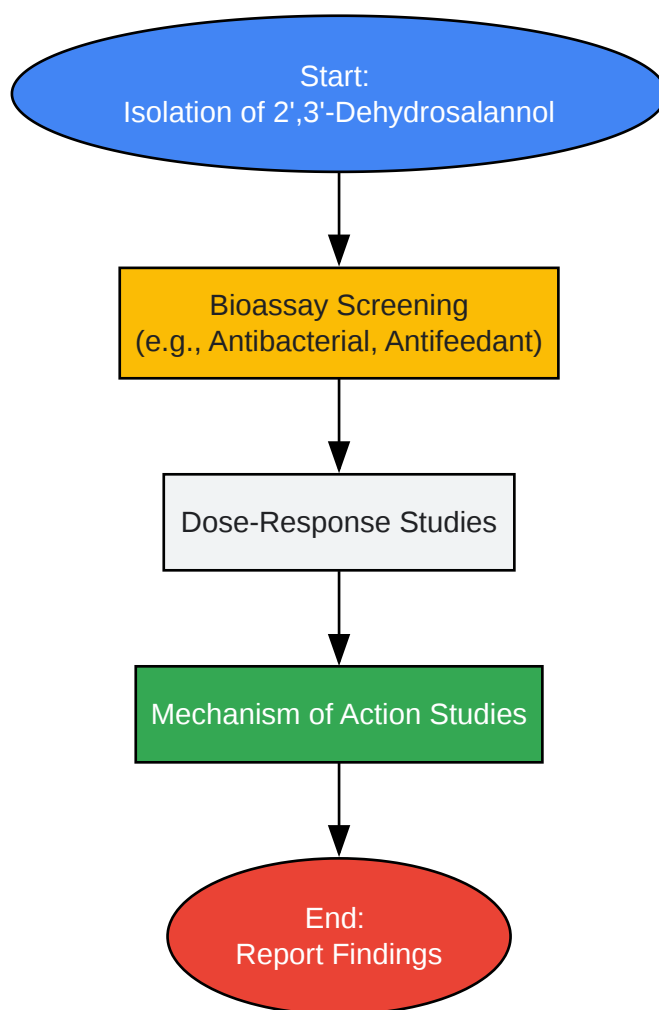 Start:
Isolation of 2',3'-Dehydrosalannol
Bioassay Screening
(e.g., Antibacterial, Antifeedant)
Dose-Response Studies
Mechanism of Action Studies
End:
Report Findings